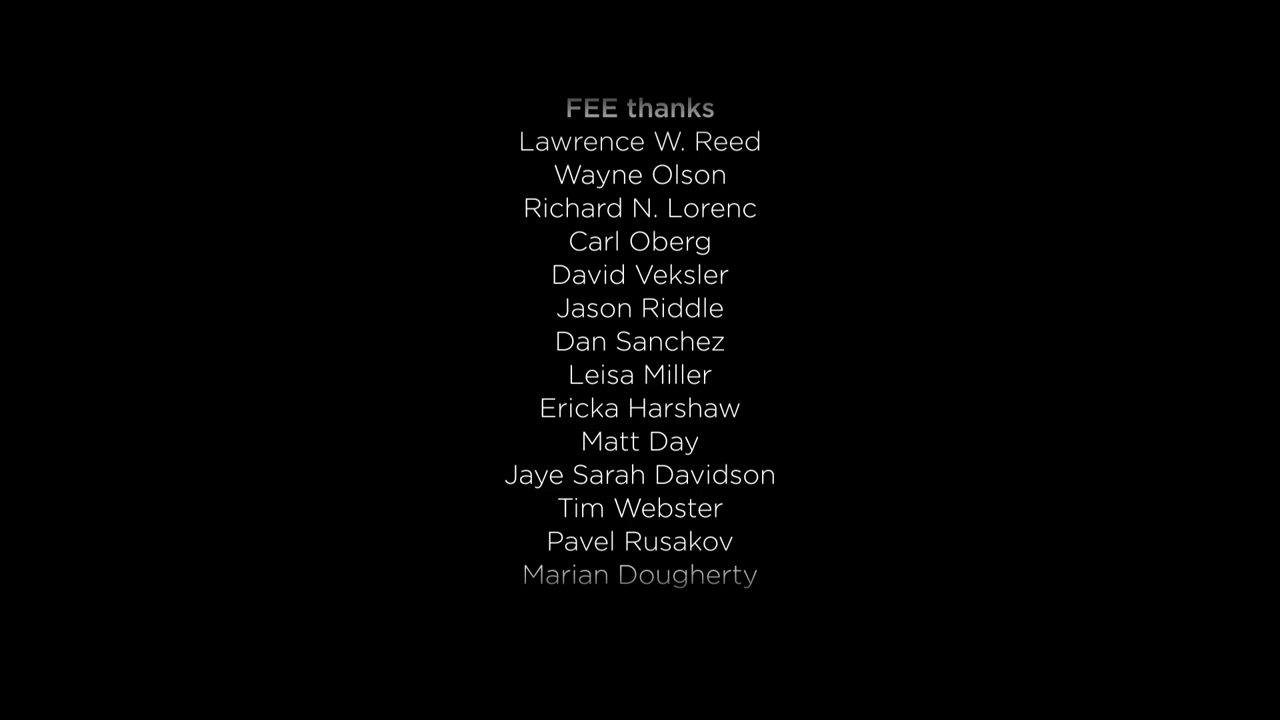 FEE thanks
Lawrence W. Reed
Wayne Olson
Richard N. Lorenc
Carl Oberg
David Veksler
Jason Riddle
Dan Sanchez
Leisa Miller
Ericka Harshaw
Matt Day
Jaye Sarah Davidson
Tim Webster
Pavel Rusakov
Marian Dougherty